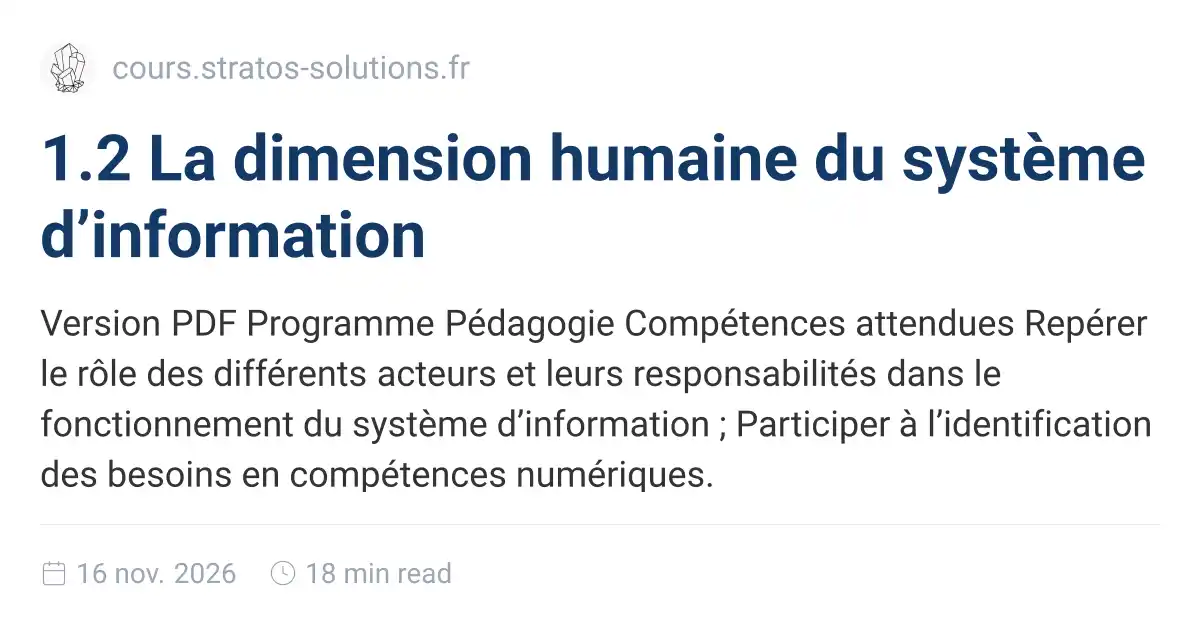 cours.stratos-solutions.fr
1.2 La dimension humaine du système
d’information
Version PDF Programme Pédagogie Compétences attendues Repérer
le rôle des différents acteurs et leurs responsabilités dans le
fonctionnement du système d’information ; Participer à l’identification
des besoins en compétences numériques.
16 nov. 2026 18 min read